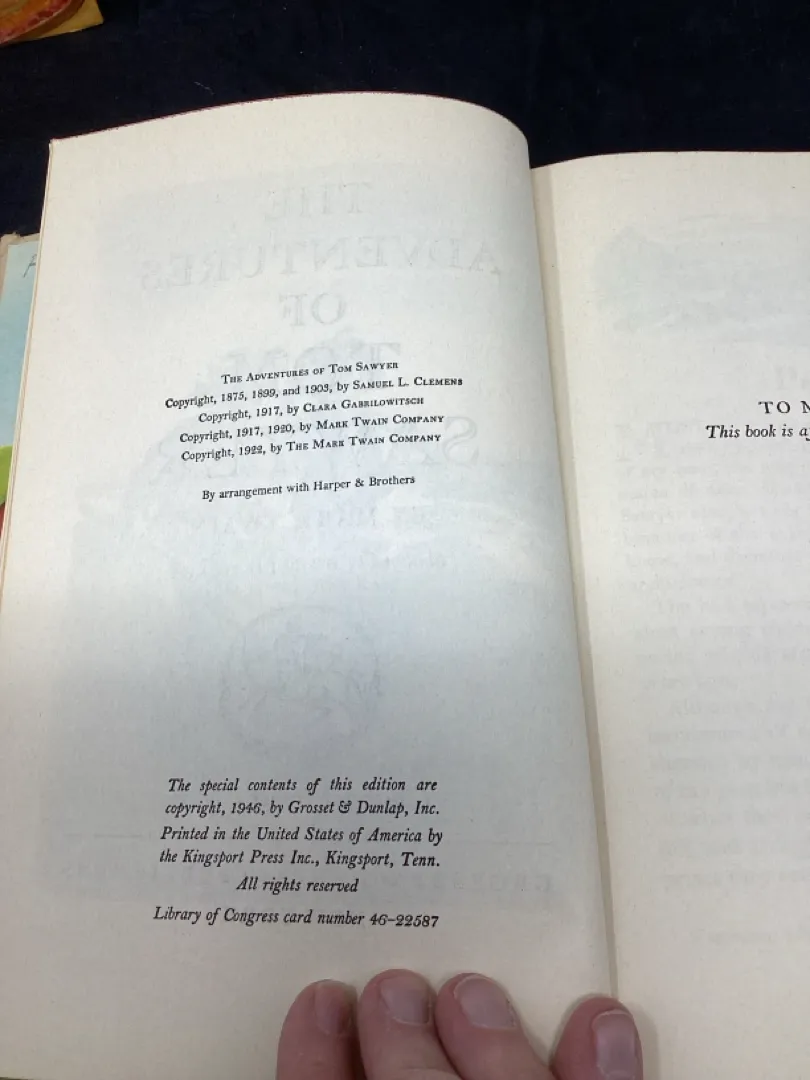 THE ADVENTURES OF TOM SAWYER
Copyright, 1875, 1899, and 1903, by SAMUEL L. CLEMENS
Copyright, 1917, by CLARA GABRILOWITSCH
Copyright, 1917, 1920, by MARK TWAIN COMPANY
Copyright, 1922, by THE MARK TWAIN COMPANY
By arrangement with Harper & Brothers
The special contents of this edition are
copyright, 1946, by Grosset & Dunlap, Inc.
Printed in the United States of America by
the Kingsport Press Inc., Kingsport, Tenn.
All rights reserved
Library of Congress card number 46–22587
TO
This book is